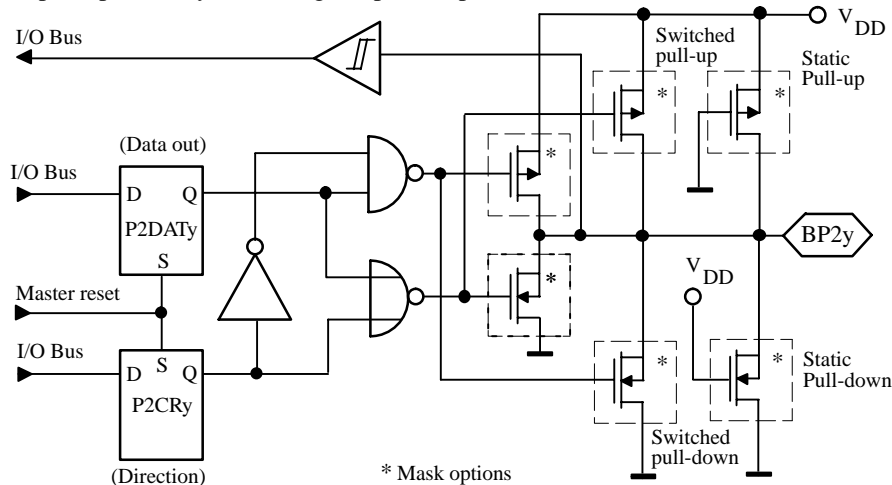 I/O Bus
Switched
pull-up
V
DD
Static
Pull-up
*
*
(Data out)
*
I/O Bus
D
Q
P2DATy
S
BP2y
V
DD
*
Master reset
I/O Bus
S
D
Q
P2CRy
*
*
Static
Pull-down
Switched
pull-down
(Direction)
* Mask options